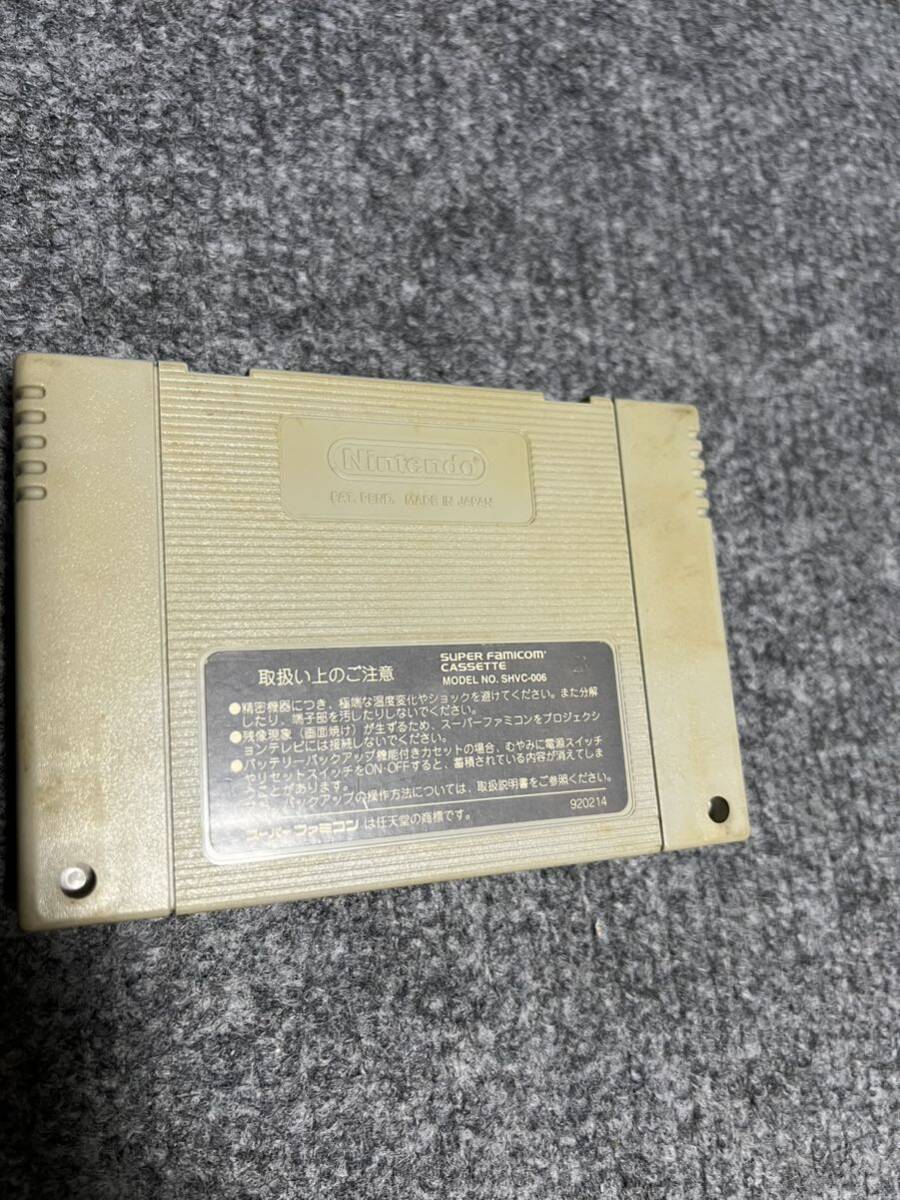 Nintendo®
PAT. PEND. MADE IN JAPAN
取扱い上のご注意
SUPER FAMICOM
CASSETTE
MODEL NO. SHVC-006
●精密機器につき、極端な温度変化やショックを避けてください。また分解
したり、端子部を汚したりしないでください。
●残像現象（画面焼け）が生ずるため、スーパーファミコンをプロジェクシ
ョンテレビには接続しないでください。
●バッテリーバックアップ機能付きカセットの場合、むやみに電源スイッチ
やリセットスイッチをON・OFFすると、蓄積されている内容が消えてしま
うことがあります。
バックアップの操作方法については、取扱説明書をご参照ください。
スーパーファミコン は任天堂の商標です。
920214